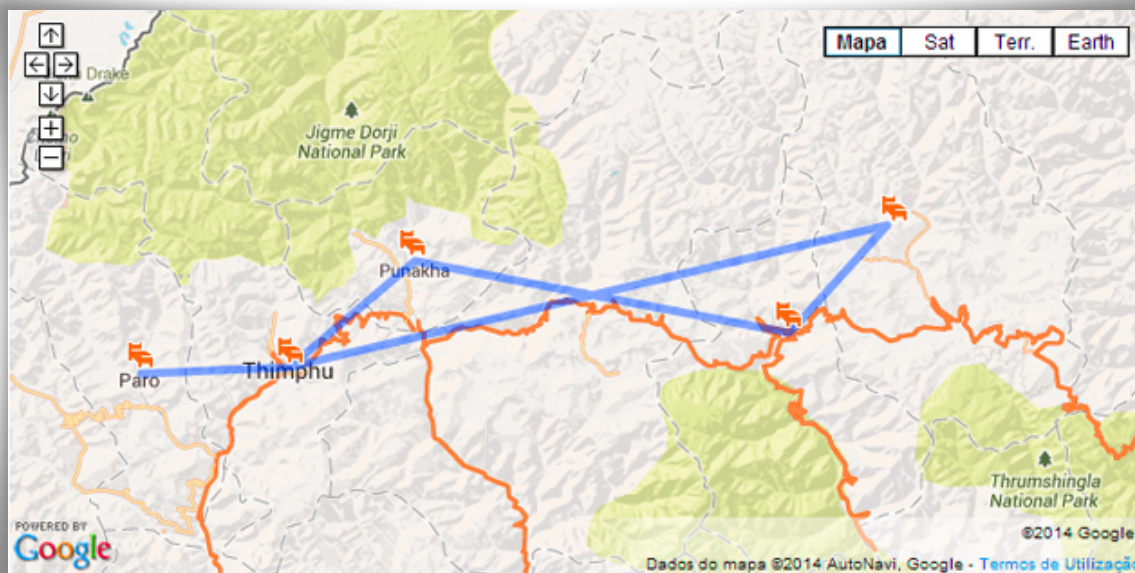 Mapa
Sat
Terr.
Earth
Drake
Jigme Dorji
National Park
Punakha
Thimphu
Paro
Thrumshingla
National Park
POWERED BY
Google
©2014 Google
Dados do mapa ©2014 AutoNavi, Google - Termos de Utilização